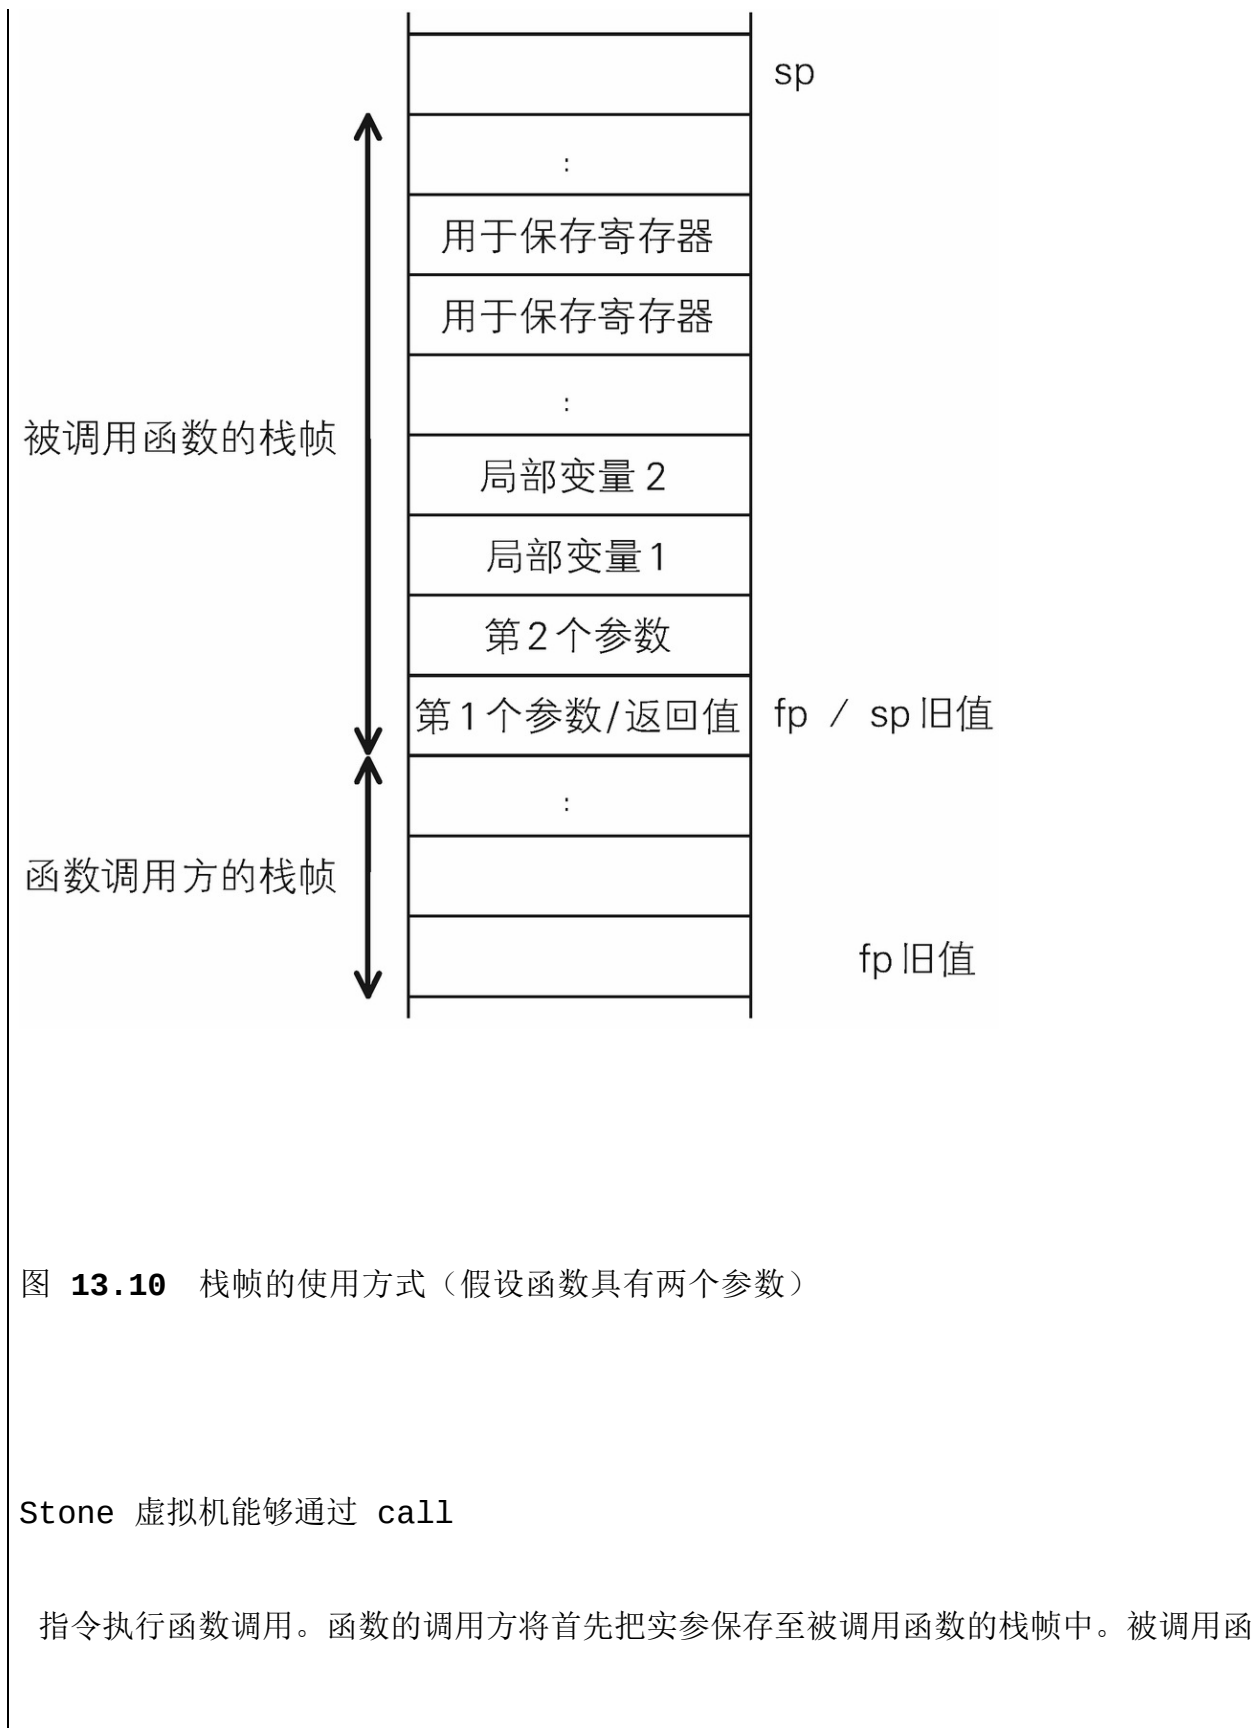 sp
:
用于保存寄存器
用于保存寄存器
:
被调用函数的栈帧
局部变量 2
局部变量1
第2个参数
第1个参数/返回值 fp / sp旧值
:
函数调用方的栈帧
fp旧值
图 13.10 栈帧的使用方式（假设函数具有两个参数）
Stone 虚拟机能够通过 call
指令执行函数调用。函数的调用方将首先把实参保存至被调用函数的栈帧中。被调用函